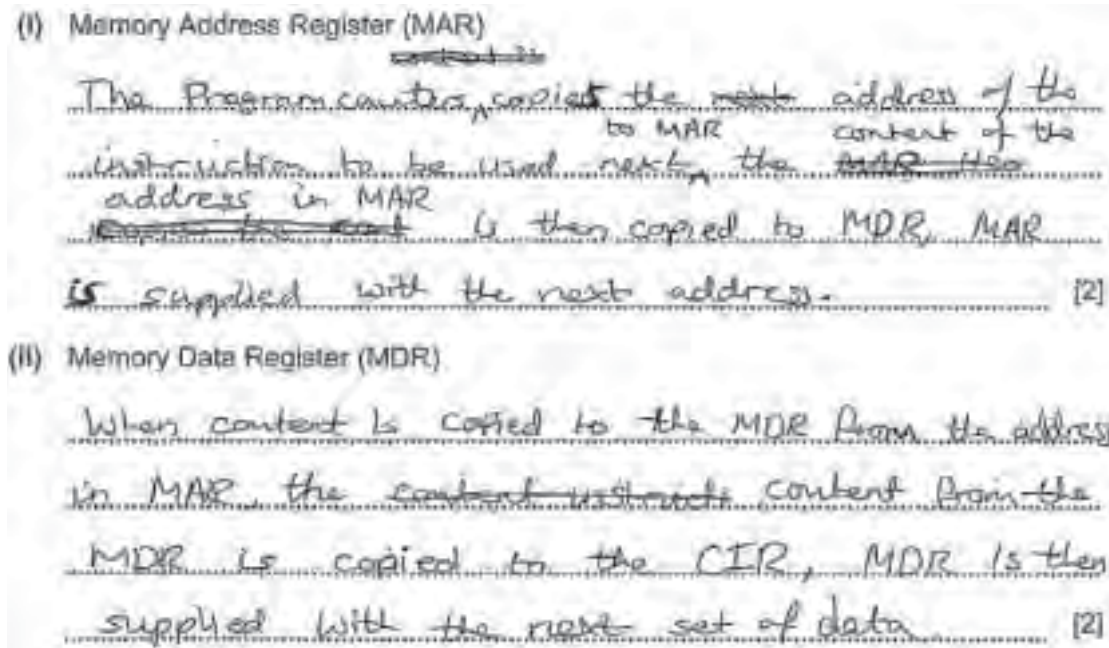 (i) Memory Address Register (MAR)
The Program counters copies the address of the
to MAR content of the
instruction to be used next, the
address in MAR
is then copied to MDR, MAR
is supplied with the next address. [2]
(ii) Memory Data Register (MDR)
When content is copied to the MDR from the address
in MAR, the content from the
MDR is copied to the CIR, MDR is then
supplied with the next set of data [2]